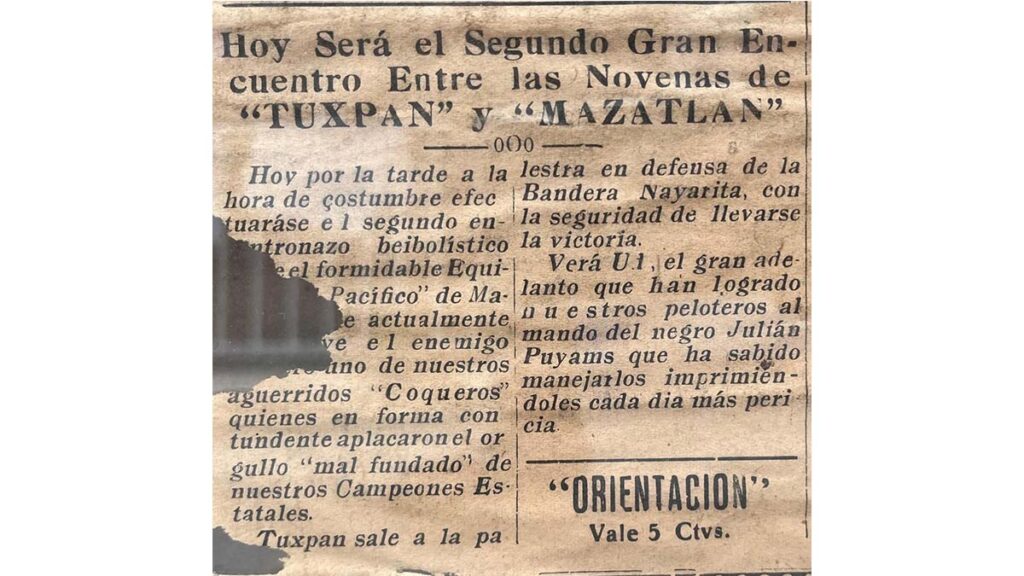 Hoy Será el Segundo Gran En-
cuentro Entre las Novenas de
"TUXPAN" y "MAZATLAN"
oOo
Hoy por la tarde a la
hora de costumbre efec
tuaráse el segundo en-
ntronazo beibolístico
el formidable Equi-
Pacífico" de Ma-
e actualmente
ve el enemigo
uno de nuestros
aguerridos "Coqueros"
quienes en forma con
tundente aplacaron el or
gullo "mal fundado" de
nuestros Campeones Es-
tatales.
Tuxpan sale a la pa
lestra en defensa de la
Bandera Nayarita, con
la seguridad de llevarse
la victoria.
Verá Ud., el gran ade-
lanto que han logrado
nuestros peloteros al
mando del negro Julián
Puyams que ha sabido
manejarlos imprimién-
doles cada dia más peri
cia
"ORIENTACION"
Vale 5 Ctvs.